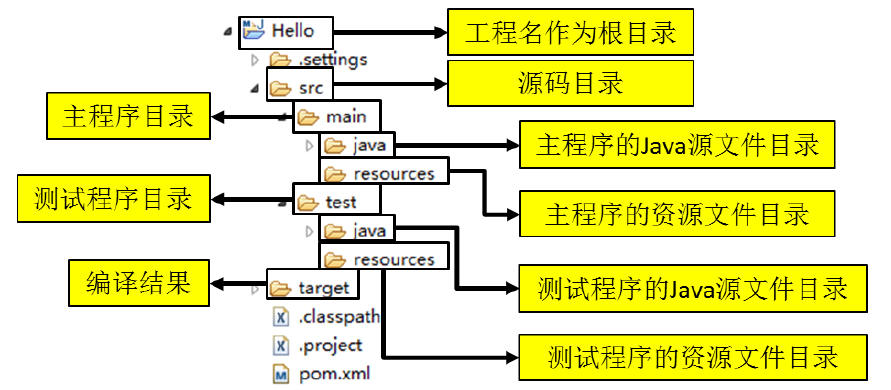 Hello
工程名作为根目录
.settings
src
源码目录
主程序目录
main
java
主程序的Java源文件目录
resources
测试程序目录
test
主程序的资源文件目录
java
resources
编译结果
target
测试程序的Java源文件目录
.classpath
.project
测试程序的资源文件目录
pom.xml